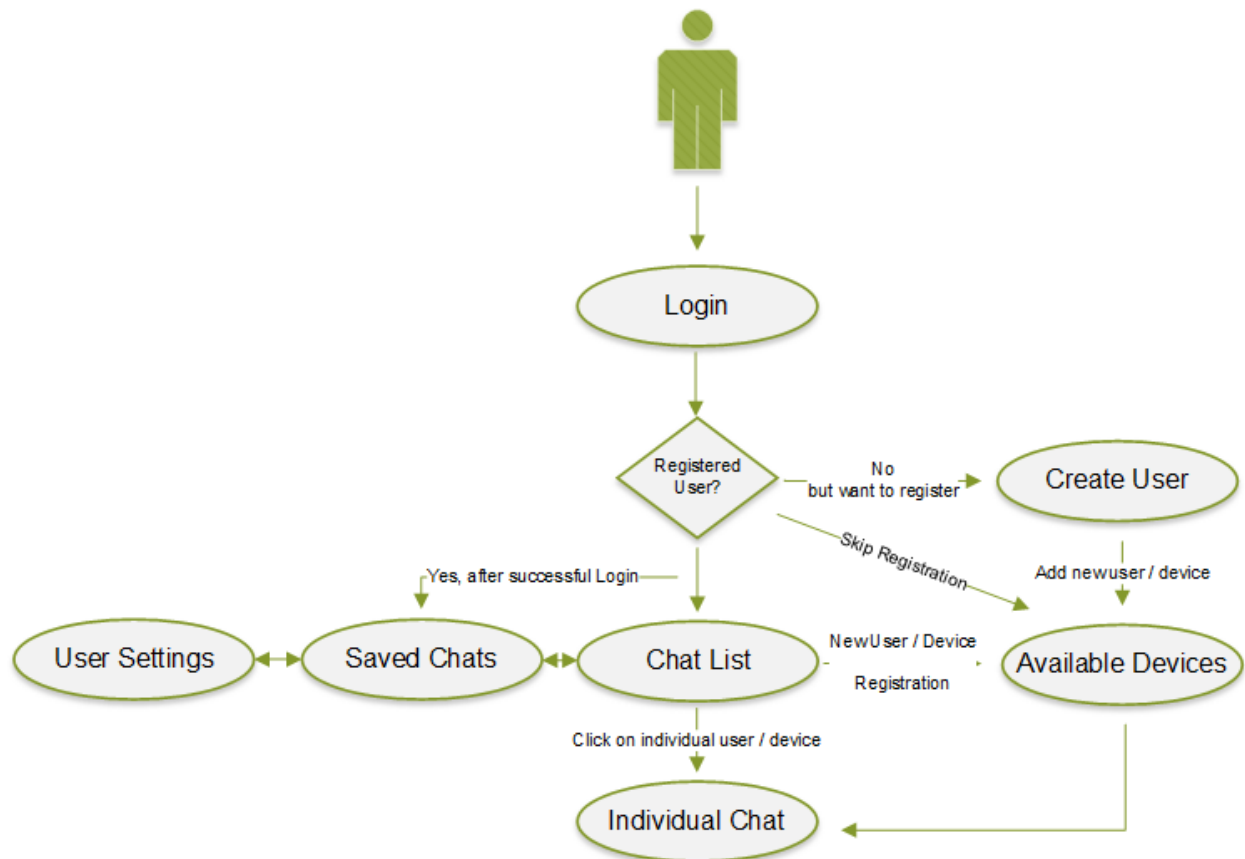 Login
Registered
User?
No
but want to register
Create User
Skip Registration
Add newuser / device
Yes, after successful Login
User Settings
Saved Chats
Chat List
NewUser / Device
Registration
Available Devices
Click on individual user / device
Individual Chat